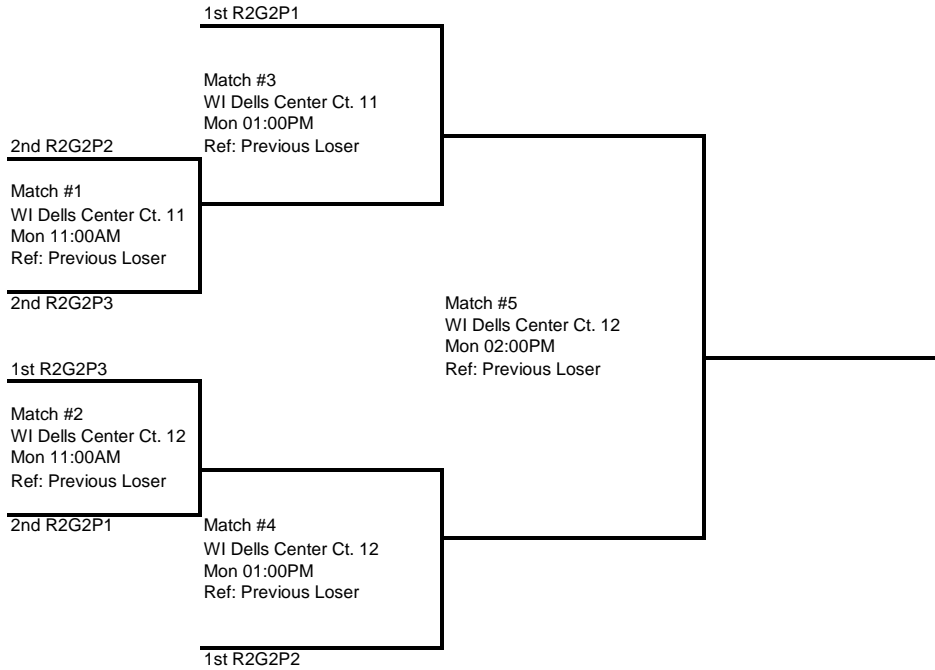 1st R2G2P1
Match #3
WI Dells Center Ct. 11
Mon 01:00PM
Ref: Previous Loser
2nd R2G2P2
Match #1
WI Dells Center Ct. 11
Mon 11:00AM
Ref: Previous Loser
2nd R2G2P3
Match #5
WI Dells Center Ct. 12
Mon 02:00PM
Ref: Previous Loser
1st R2G2P3
Match #2
WI Dells Center Ct. 12
Mon 11:00AM
Ref: Previous Loser
2nd R2G2P1
Match #4
WI Dells Center Ct. 12
Mon 01:00PM
Ref: Previous Loser
1st R2G2P2